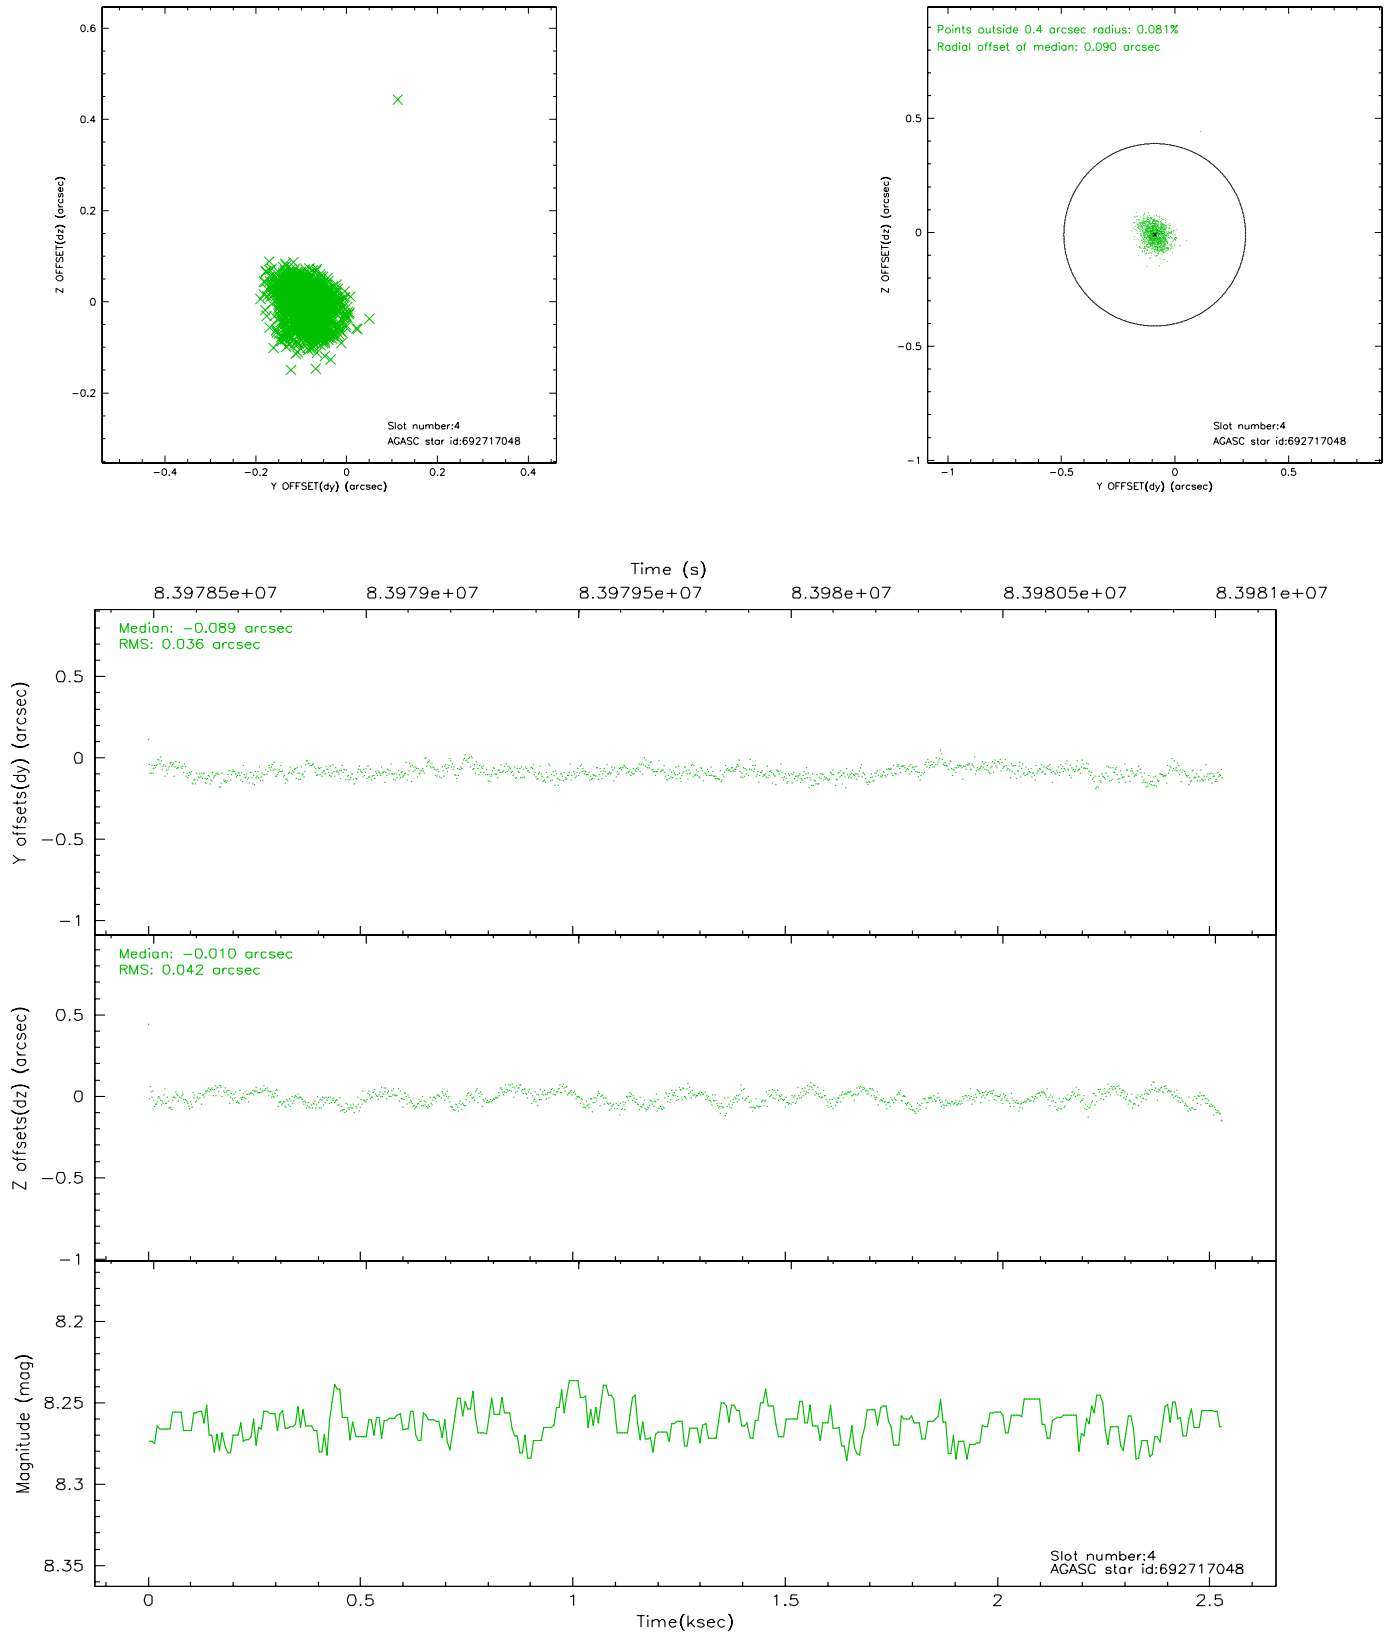 0.6
0.4
0.2
0
−0.2
Z OFFSET(dz) (arcsec)
Slot number:4
AGASC star id:692717048
−0.4 −0.2 0 0.2 0.4
Y OFFSET(dy) (arcsec)
Points outside 0.4 arcsec radius: 0.081%
Radial offset of median: 0.090 arcsec
0.5
0
−0.5
−1
Z OFFSET(dz) (arcsec)
Slot number:4
AGASC star id:692717048
−1 −0.5 0 0.5
Y OFFSET(dy) (arcsec)
Time (s)
8.39785e+07 8.3979e+07 8.39795e+07 8.398e+07 8.39805e+07 8.3981e+07
Median: −0.089 arcsec
RMS: 0.036 arcsec
0.5
0
−0.5
−1
Y offsets(dy) (arcsec)
Median: −0.010 arcsec
RMS: 0.042 arcsec
0.5
0
−0.5
−1
Z offsets(dz) (arcsec)
8.2
8.25
8.3
8.35
Magnitude (mag)
Slot number:4
AGASC star id:692717048
0 0.5 1 1.5 2 2.5
Time(ksec)